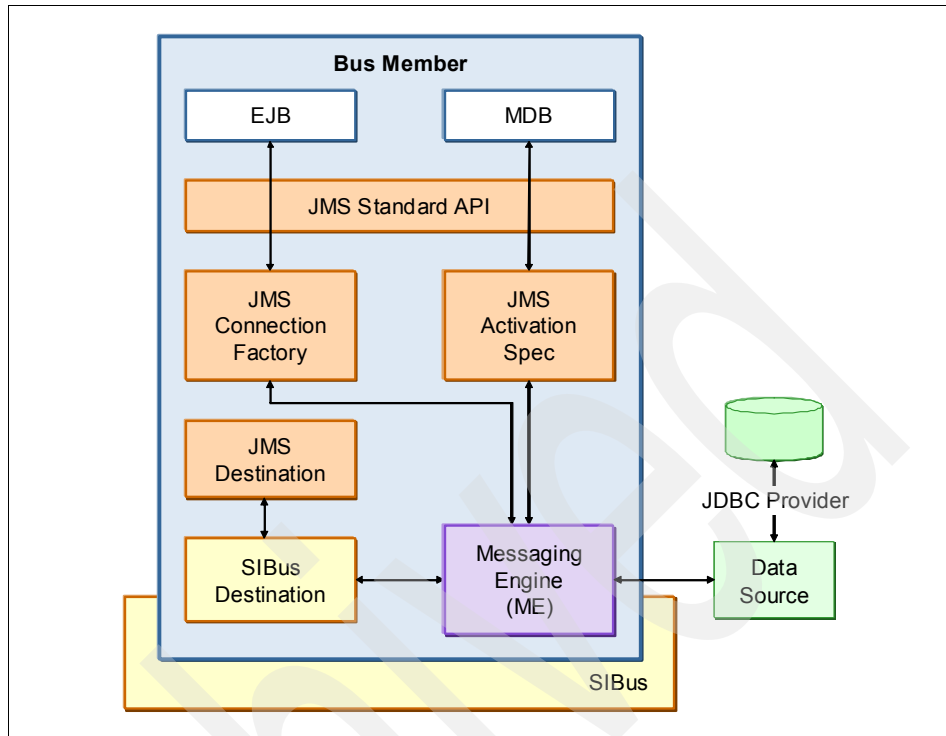 Bus Member
EJB
MDB
JMS Standard API
JMS
Connection
Factory
JMS
Activation
Spec
JMS
Destination
JDBC Provider
SIBus
Destination
Messaging
Engine
(ME)
Data
Source
SIBus